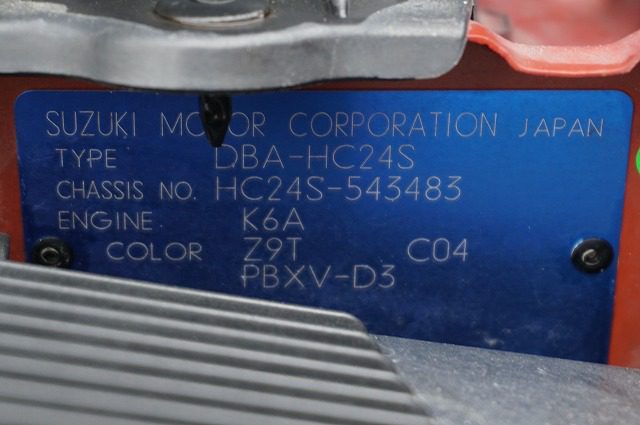 SUZUKI MOTOR CORPORATION JAPAN
TYPE DBA-HC24S
CHASSIS NO. HC24S-543483
ENGINE K6A
COLOR Z9T C04
PBXV-D3